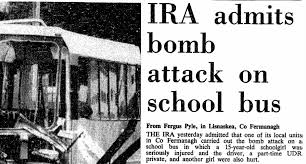 IRA admits
bomb
attack on
school bus
From Fergus Pyle, in Lisnaskea, Co Fermanagh
THE IRA yesterday admitted that one of its local units
in Co Fermanagh carried out the bomb attack on a
school bus in which a 15-year-old schoolgirl was
seriously injured and the driver, a part-time UDR
private, and another girl were also hurt.